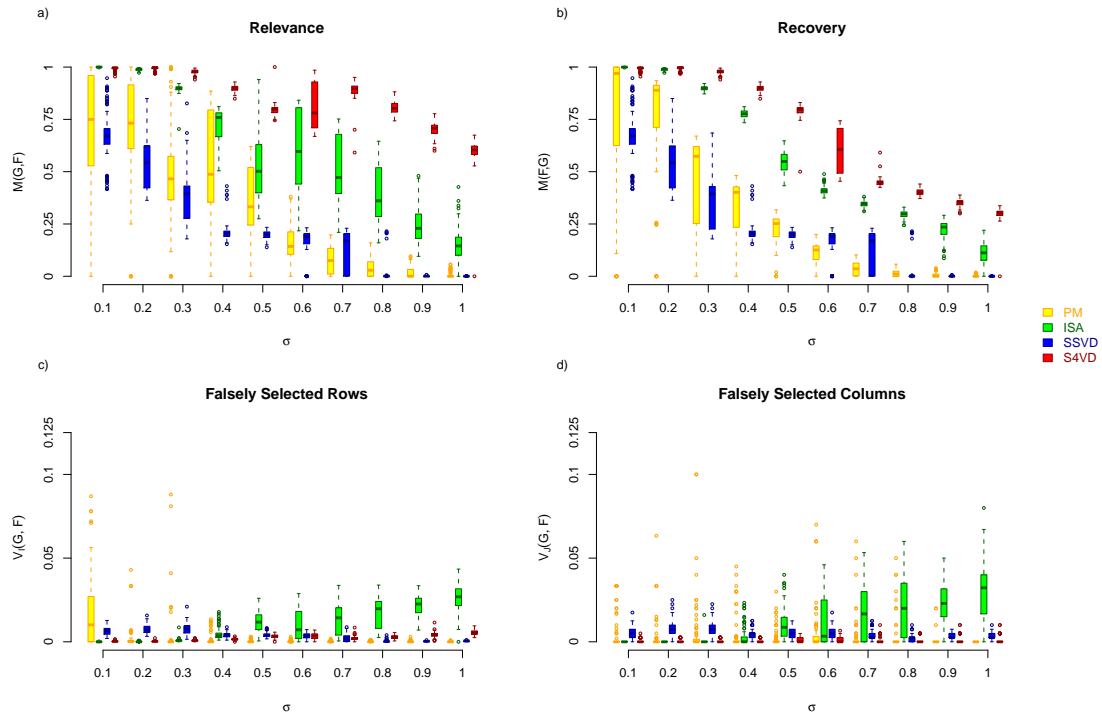 a)
Relevance
M(G,F)
0
0.25
0.5
0.75
1
0.1 0.2 0.3 0.4 0.5 0.6 0.7 0.8 0.9 1
σ
b)
Recovery
M(F,G)
0
0.25
0.5
0.75
1
0.1 0.2 0.3 0.4 0.5 0.6 0.7 0.8 0.9 1
σ
PM
ISA
SSVD
S4VD
c)
Falsely Selected Rows
V_I(G, F)
0
0.05
0.1
0.125
0.1 0.2 0.3 0.4 0.5 0.6 0.7 0.8 0.9 1
σ
d)
Falsely Selected Columns
V_J(G, F)
0
0.05
0.1
0.125
0.1 0.2 0.3 0.4 0.5 0.6 0.7 0.8 0.9 1
σ